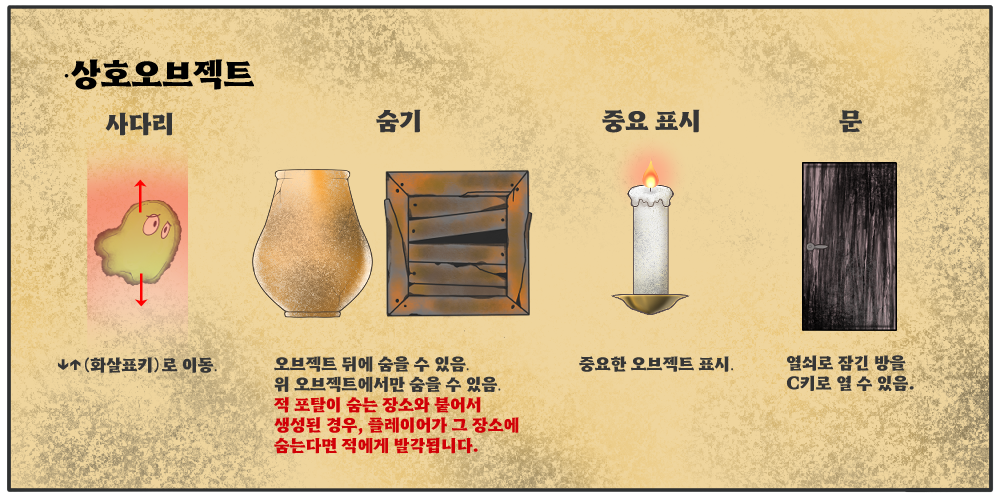 ·상호오브젝트
사다리
숨기
중요 표시
문
↓↑(화살표키)로 이동.
오브젝트 뒤에 숨을 수 있음.
위 오브젝트에서만 숨을 수 있음.
적 포탈이 숨는 장소와 붙어서
생성된 경우, 플레이어가 그 장소에
숨는다면 적에게 발각됩니다.
중요한 오브젝트 표시.
열쇠로 잠긴 방을
C키로 열 수 있음.